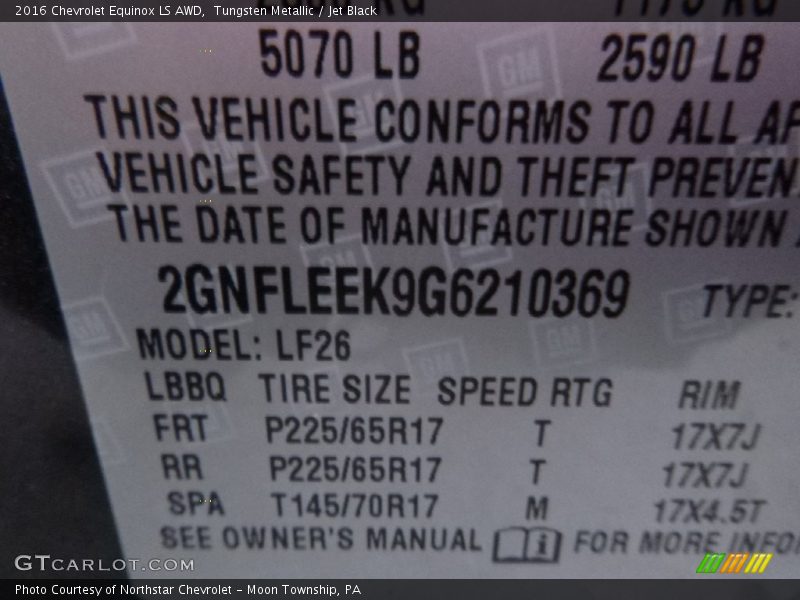 2016 Chevrolet Equinox LS AWD, Tungsten Metallic / Jet Black
5070 LB 2590 LB
THIS VEHICLE CONFORMS TO ALL
VEHICLE SAFETY AND THEFT PREVEN
THE DATE OF MANUFACTURE SHOWN
2GNFLEEK9G6210369 TYPE:
MODEL: LF26
LBBQ TIRE SIZE SPEED RTG RIM
FRT P225/65R17 T 17X7J
RR P225/65R17 T 17X7J
SPA T145/70R17 M 17X4.5T
SEE OWNER'S MANUAL FOR MORE INFO
GTCARLOT.COM
Photo Courtesy of Northstar Chevrolet - Moon Township, PA